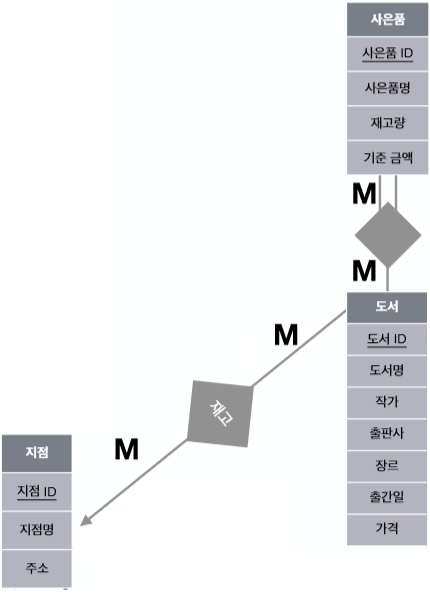 사은품
사은품 ID
사은품명
재고량
기준 금액
M
M
도서
도서 ID
도서명
작가
출판사
장르
출간일
가격
M
재고
M
지점
지점 ID
지점명
주소